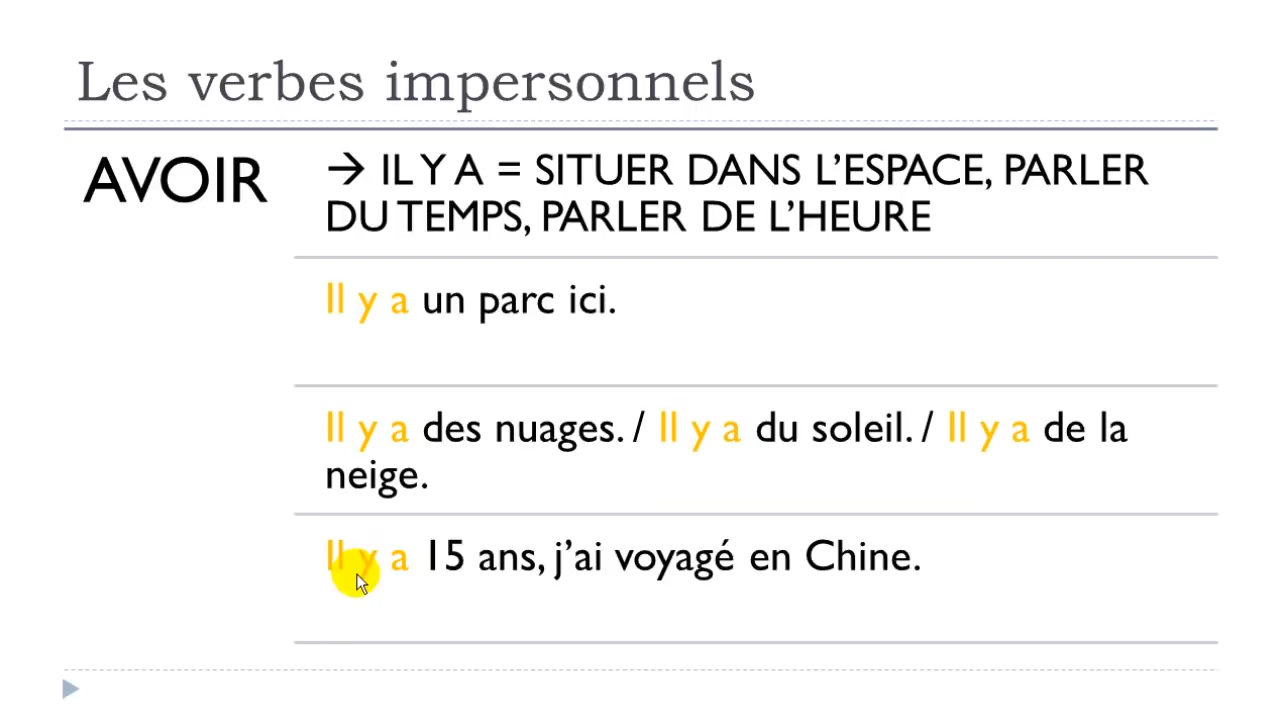 Les verbes impersonnels
AVOIR
→ IL Y A = SITUER DANS L’ESPACE, PARLER
DU TEMPS, PARLER DE L’HEURE
Il y a un parc ici.
Il y a des nuages. / Il y a du soleil. / Il y a de la
neige.
Il y a 15 ans, j’ai voyagé en Chine.